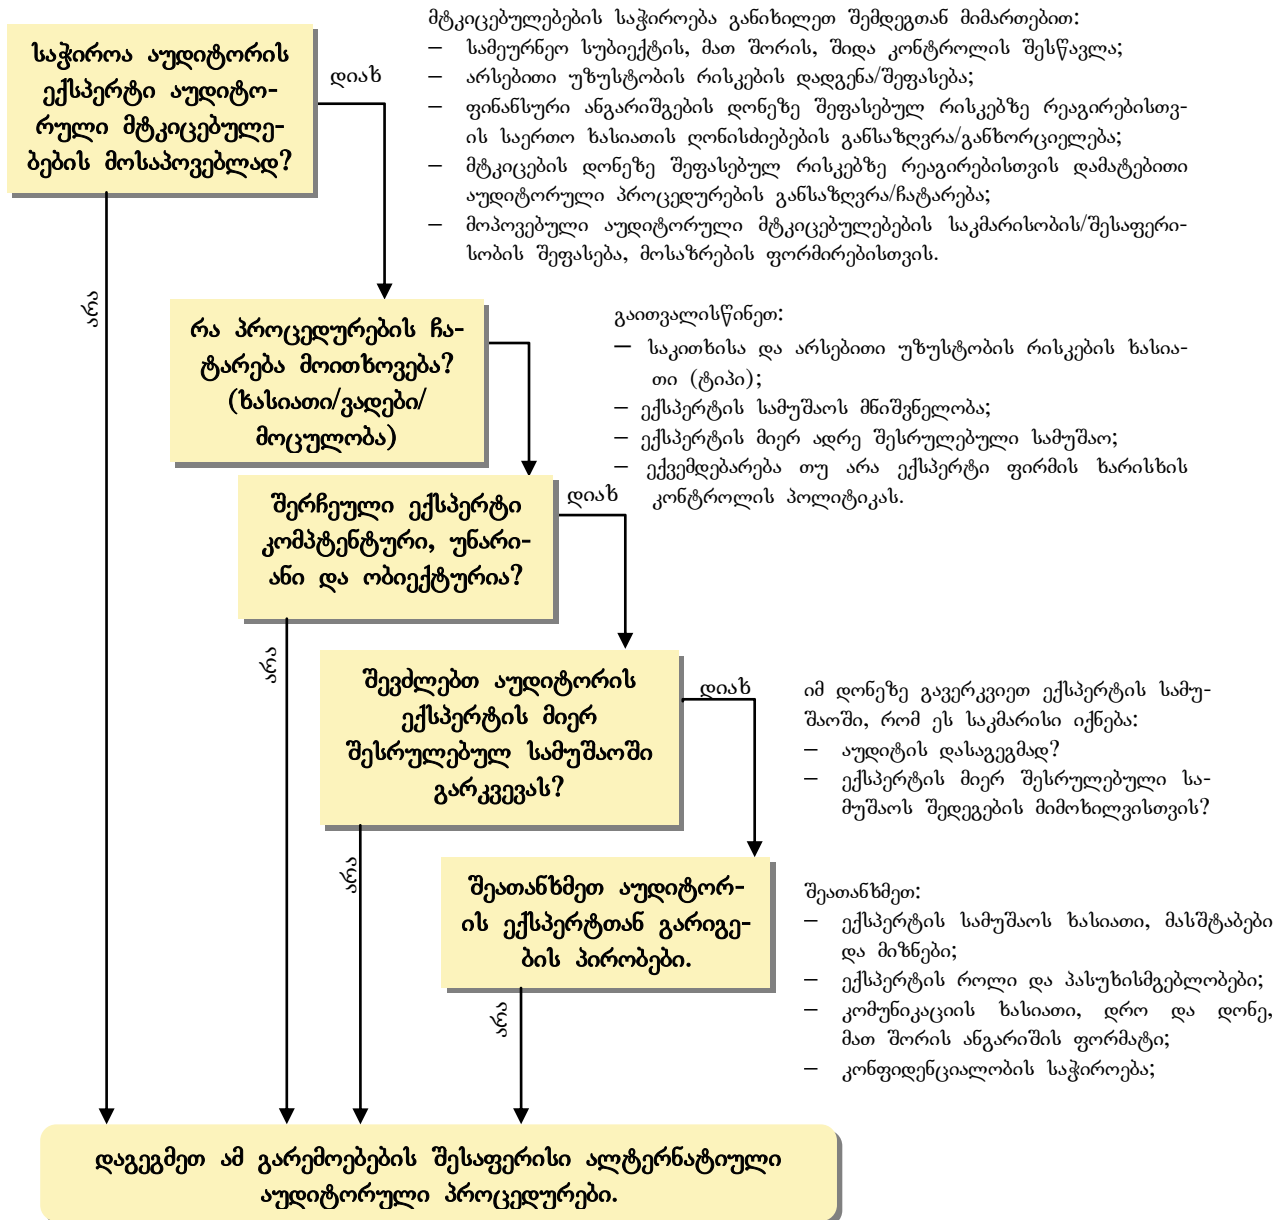 მტკიცებულებების საჭიროება განიხილეთ შემდეგთან მიმართებით:
– სამეურნეო სუბიექტის, მათ შორის, შიდა კონტროლის შესწავლა;
– არსებითი უზუსტობის რისკების დადგენა/შეფასება;
– ფინანსური ანგარიშგების დონეზე შეფასებულ რისკებზე რეაგირებისთვ-
ის საერთო ხასიათის ღონისძიებების განსაზღვრა/განხორციელება;
– მტკიცების დონეზე შეფასებულ რისკებზე რეაგირებისთვის დამატებითი
აუდიტორული პროცედურების განსაზღვრა/ჩატარება;
– მოპოვებული აუდიტორული მტკიცებულებების საკმარისობის/შესაფერი-
სობის შეფასება, მოსაზრების ფორმირებისთვის.
საჭიროა აუდიტორის
ექსპერტი აუდიტო-
რული მტკიცებულე-
ბების მოსაპოვებლად?
დიახ
არა
რა პროცედურების ჩა-
ტარება მოითხოვება?
(ხასიათი/ვადები/
მოცულობა)
გაითვალისწინეთ:
– საკითხისა და არსებითი უზუსტობის რისკების ხასია-
თი (ტიპი);
– ექსპერტის სამუშაოს მნიშვნელობა;
– ექსპერტის მიერ ადრე შესრულებული სამუშაო;
– ექვემდებარება თუ არა ექსპერტი ფირმის ხარისხის
კონტროლის პოლიტიკას.
შერჩეული ექსპერტი
კომპტენტური, უნარი-
ანი და ობიექტურია?
დიახ
არა
შევძლებთ აუდიტორის
ექსპერტის მიერ
შესრულებულ სამუშაოში
გარკვევას?
დიახ
არა
იმ დონეზე გავერკვიეთ ექსპერტის სამუ-
შაოში, რომ ეს საკმარისი იქნება:
– აუდიტის დასაგეგმად?
– ექსპერტის მიერ შესრულებული სა-
მუშაოს შედეგების მიმოხილვისთვის?
შეათანხმეთ აუდიტორ-
ის ექსპერტთან გარიგე-
ბის პირობები.
არა
შეათანხმეთ:
– ექსპერტის სამუშაოს ხასიათი, მასშტაბები
და მიზნები;
– ექსპერტის როლი და პასუხისმგებლობები;
– კომუნიკაციის ხასიათი, დრო და დონე,
მათ შორის ანგარიშის ფორმატი;
– კონფიდენციალობის საჭიროება;
დაგეგმეთ ამ გარემოებების შესაფერისი ალტერნატიული
აუდიტორული პროცედურები.